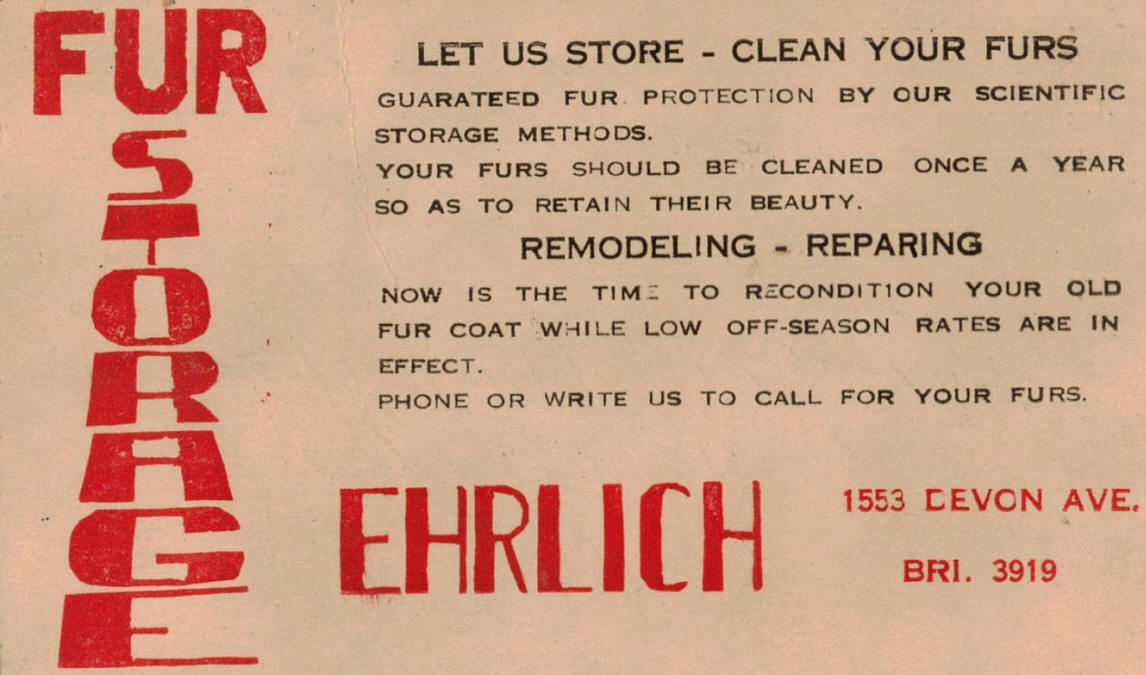 FUR
STORAGE
LET US STORE - CLEAN YOUR FURS
GUARATEED FUR PROTECTION BY OUR SCIENTIFIC
STORAGE METHODS.
YOUR FURS SHOULD BE CLEANED ONCE A YEAR
SO AS TO RETAIN THEIR BEAUTY.
REMODELING - REPARING
NOW IS THE TIME TO RECONDITION YOUR OLD
FUR COAT WHILE LOW OFF-SEASON RATES ARE IN
EFFECT.
PHONE OR WRITE US TO CALL FOR YOUR FURS.
EHRLICH
1553 DEVON AVE.
BRI. 3919